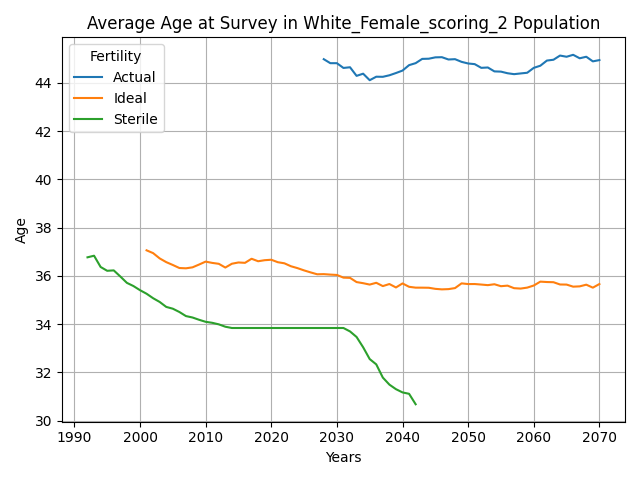 Average Age at Survey in White_Female_scoring_2 Population
Fertility
Actual
Ideal
Sterile
Age
44
42
40
38
36
34
32
30
1990
2000
2010
2020
2030
2040
2050
2060
2070
Years